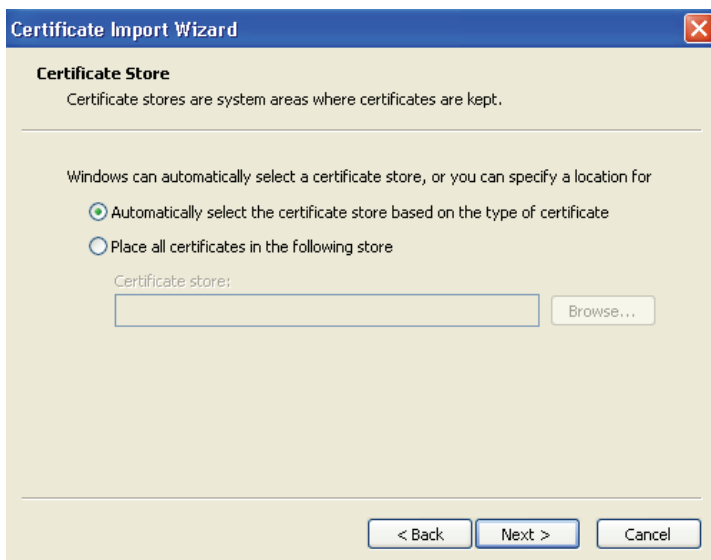 Certificate Import Wizard
Certificate Store
Certificate stores are system areas where certificates are kept.
Windows can automatically select a certificate store, or you can specify a location for
Automatically select the certificate store based on the type of certificate
Place all certificates in the following store
Certificate store:
Browse...
< Back Next > Cancel